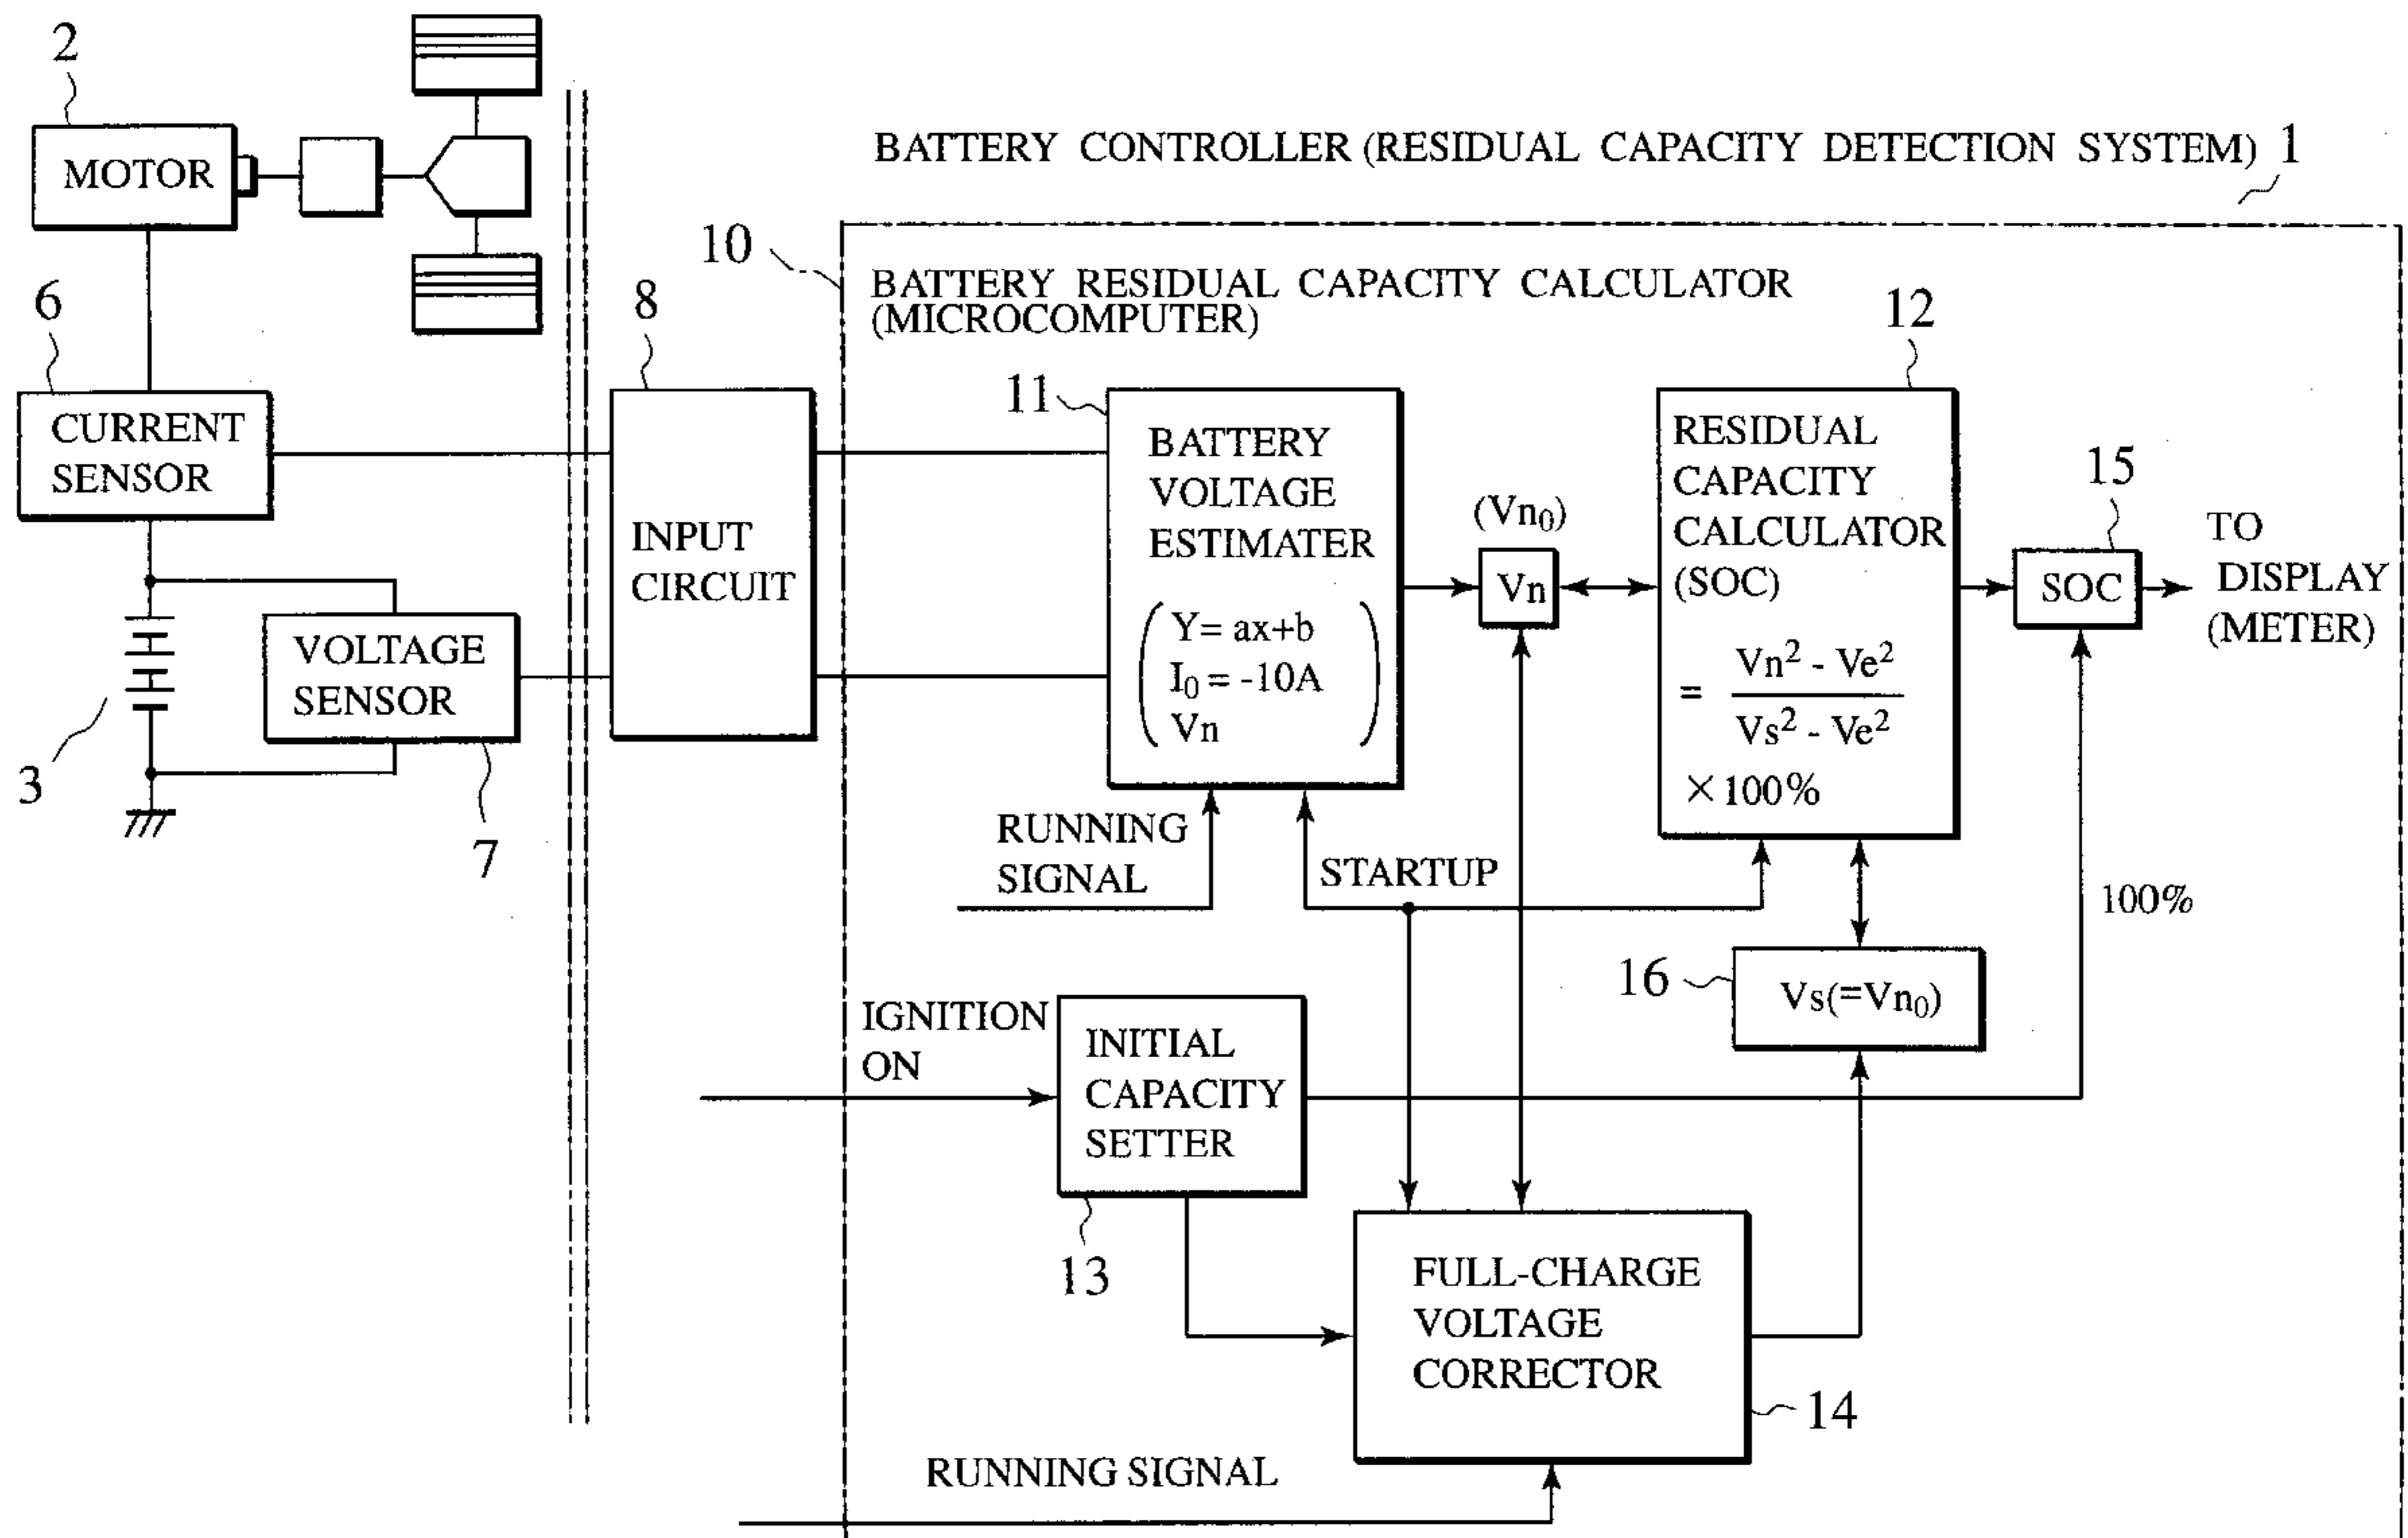 2
MOTOR
BATTERY CONTROLLER (RESIDUAL CAPACITY DETECTION SYSTEM) 1
10
BATTERY RESIDUAL CAPACITY CALCULATOR
(MICROCOMPUTER)
6
CURRENT
SENSOR
8
INPUT
CIRCUIT
VOLTAGE
SENSOR
3
7
11
BATTERY
VOLTAGE
ESTIMATER
Y= ax+b
I₀ = -10A
Vn
(Vn₀)
Vn
12
RESIDUAL
CAPACITY
CALCULATOR
(SOC)
= Vn² - Ve²
Vs² - Ve²
×100%
15
SOC
TO
DISPLAY
(METER)
RUNNING
SIGNAL
STARTUP
100%
16
Vs(=Vn₀)
IGNITION
ON
INITIAL
CAPACITY
SETTER
13
FULL-CHARGE
VOLTAGE
CORRECTOR
14
RUNNING SIGNAL